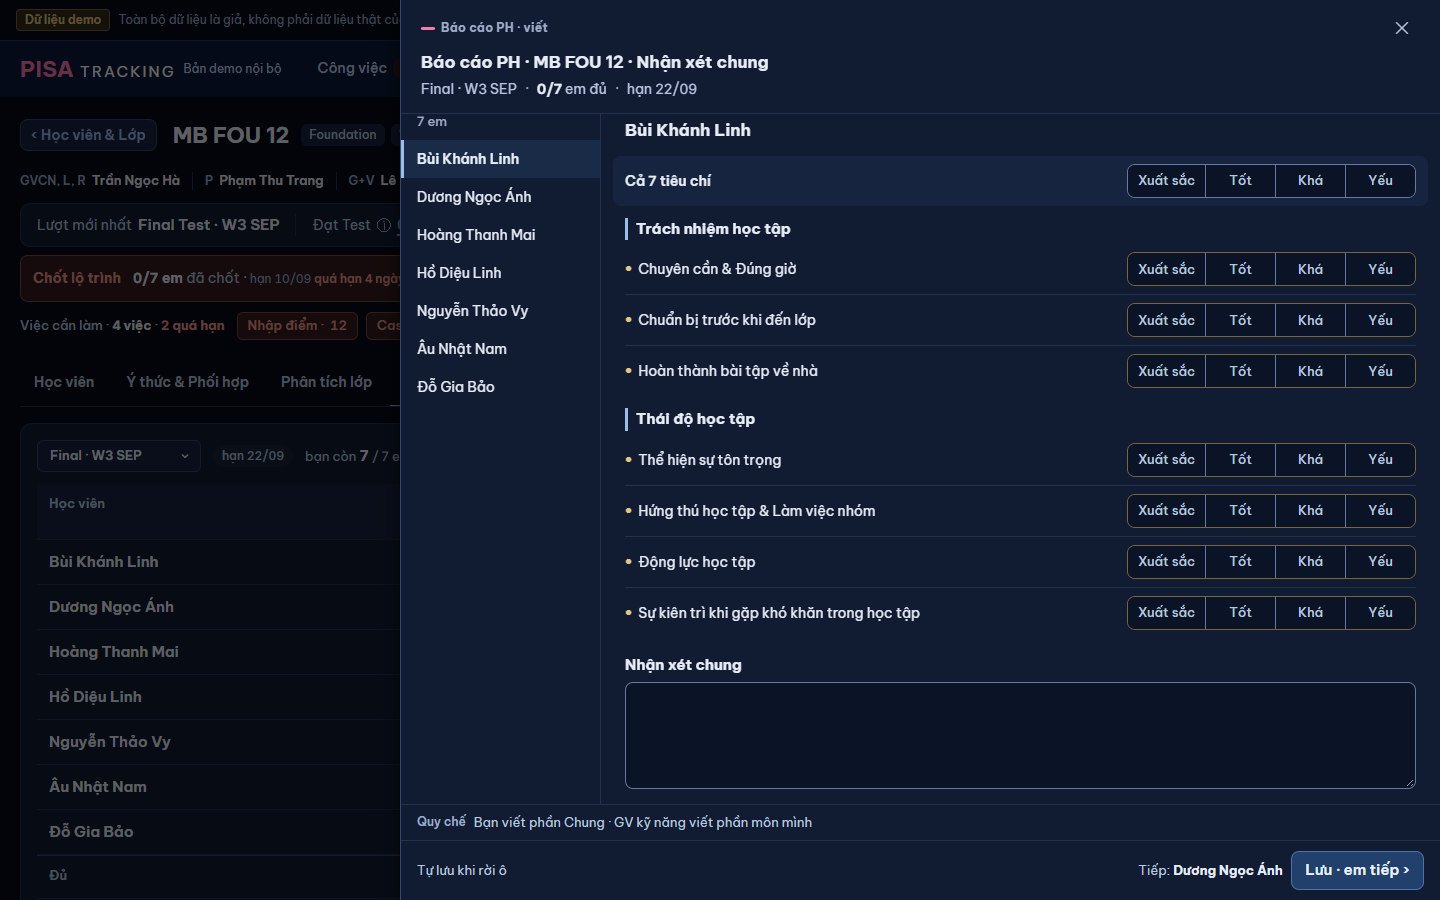 Dữ liệu demo Toàn bộ dữ liệu là giả, không phải dữ liệu thật
PISA TRACKING Bản demo nội bộ Công việc
‹ Học viên & Lớp MB FOU 12 Foundation
GVCN, L, R Trần Ngọc Hà P Phạm Thu Trang G+V Lê
Lượt mới nhất Final Test · W3 SEP Đạt Test
Chốt lộ trình 0/7 em đã chốt · hạn 10/09 quá hạn 4 ngày
Việc cần làm · 4 việc · 2 quá hạn Nhập điểm · 12
Học viên Ý thức & Phối hợp Phân tích lớp
Final · W3 SEP hạn 22/09 bạn còn 7 / 7 e
Học viên
Bùi Khánh Linh
Dương Ngọc Ánh
Hoàng Thanh Mai
Hồ Diệu Linh
Nguyễn Thảo Vy
Âu Nhật Nam
Đỗ Gia Bảo
Đủ
Báo cáo PH · viết
Báo cáo PH · MB FOU 12 · Nhận xét chung
Final · W3 SEP · 0/7 em đủ · hạn 22/09
7 em
Bùi Khánh Linh
Dương Ngọc Ánh
Hoàng Thanh Mai
Hồ Diệu Linh
Nguyễn Thảo Vy
Âu Nhật Nam
Đỗ Gia Bảo
Bùi Khánh Linh
Cả 7 tiêu chí Xuất sắc Tốt Khá Yếu
Trách nhiệm học tập
Chuyên cần & Đúng giờ Xuất sắc Tốt Khá Yếu
Chuẩn bị trước khi đến lớp Xuất sắc Tốt Khá Yếu
Hoàn thành bài tập về nhà Xuất sắc Tốt Khá Yếu
Thái độ học tập
Thể hiện sự tôn trọng Xuất sắc Tốt Khá Yếu
Hứng thú học tập & Làm việc nhóm Xuất sắc Tốt Khá Yếu
Động lực học tập Xuất sắc Tốt Khá Yếu
Sự kiên trì khi gặp khó khăn trong học tập Xuất sắc Tốt Khá Yếu
Nhận xét chung
Quy chế Bạn viết phần Chung · GV kỹ năng viết phần môn mình
Tự lưu khi rời ô Tiếp: Dương Ngọc Ánh Lưu · em tiếp ›